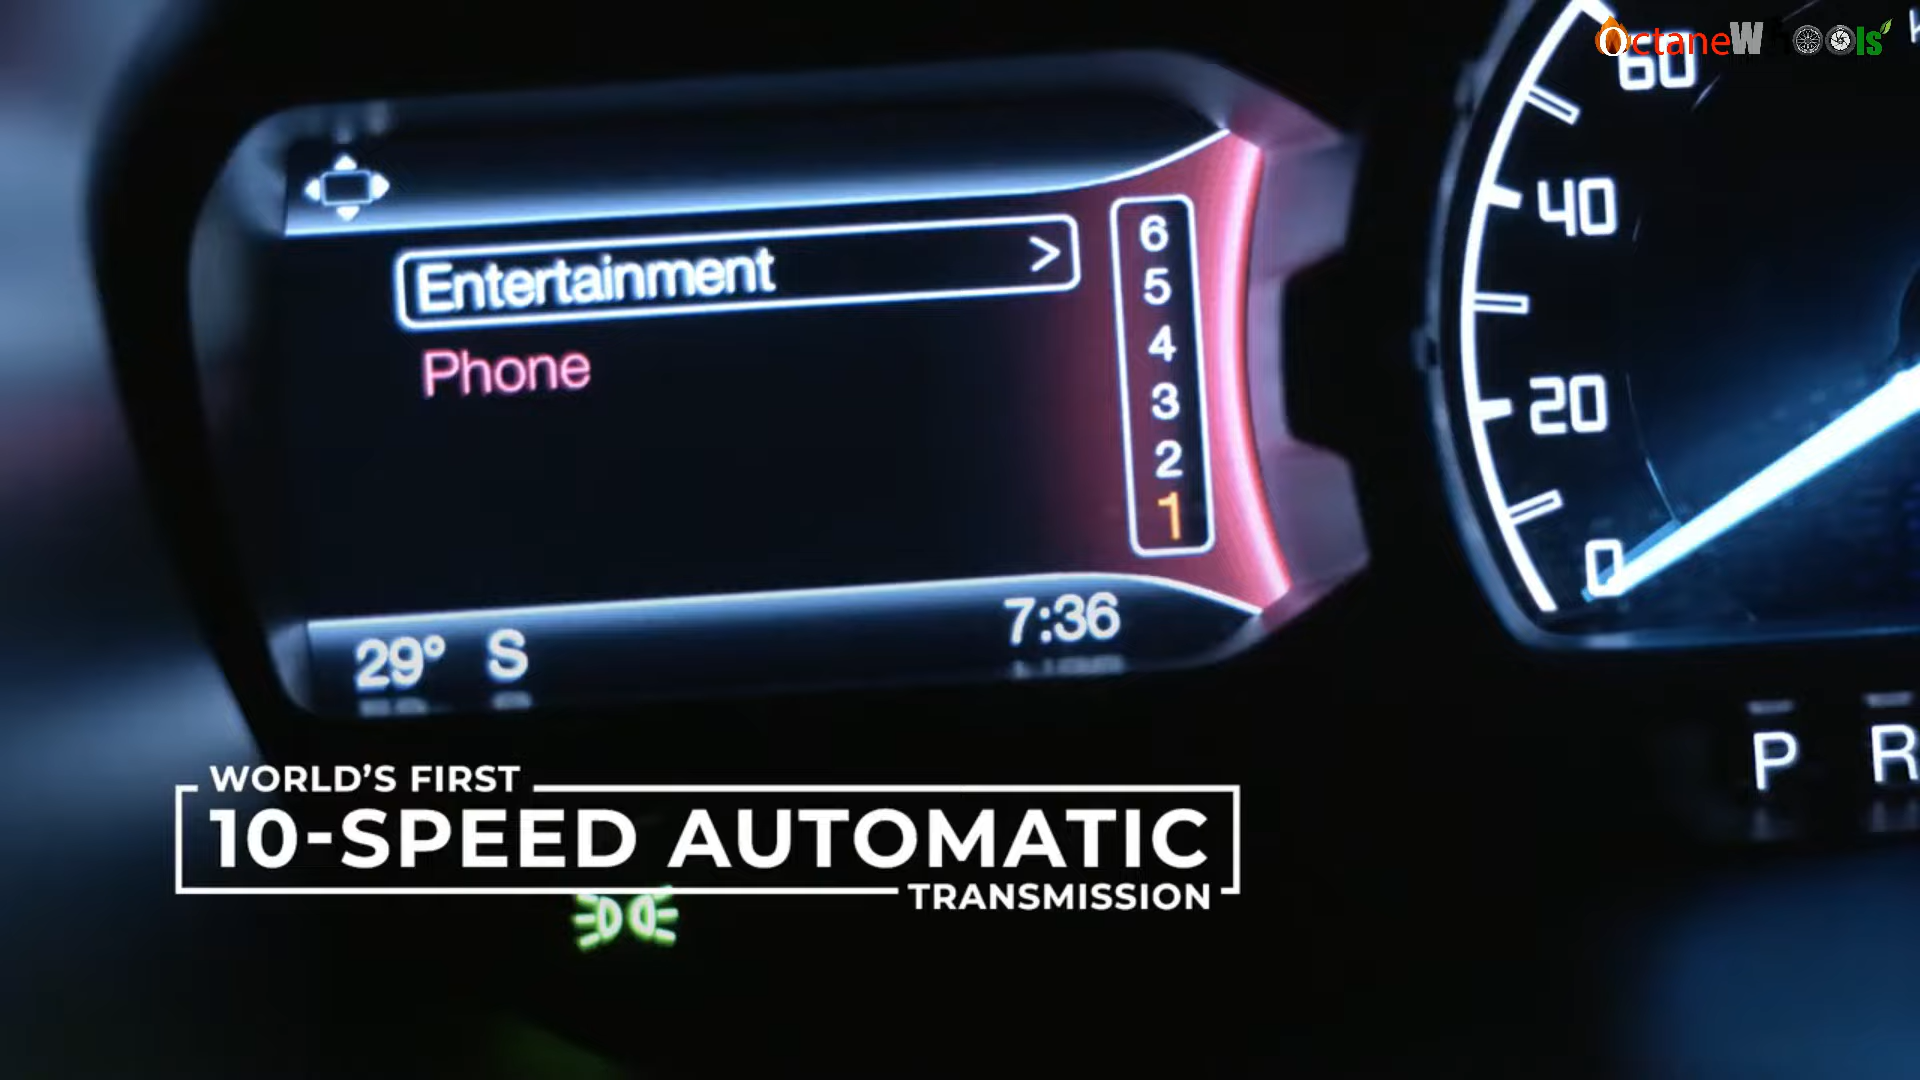 OctaneWheels
60
40
20
0
Entertainment >
Phone
6
5
4
3
2
1
29° S
7:36
P R
WORLD'S FIRST
10-SPEED AUTOMATIC
TRANSMISSION